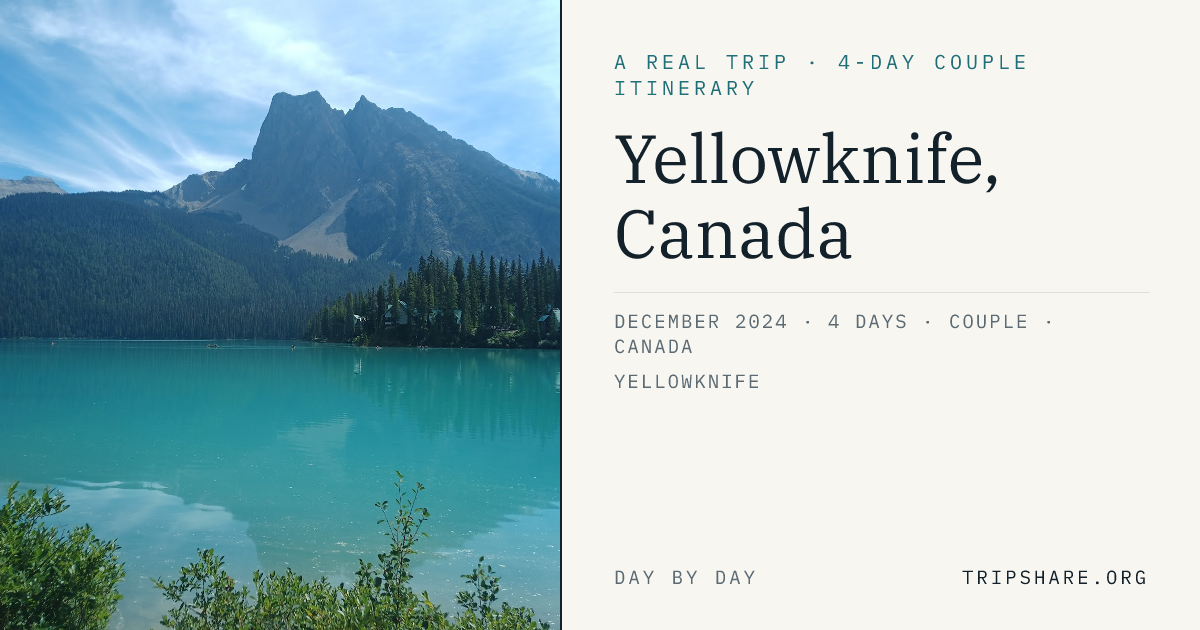 A REAL TRIP · 4-DAY COUPLE
ITINERARY
Yellowknife,
Canada
DECEMBER 2024 · 4 DAYS · COUPLE ·
CANADA
YELLOWKNIFE
DAY BY DAY
TRIPSHARE.ORG